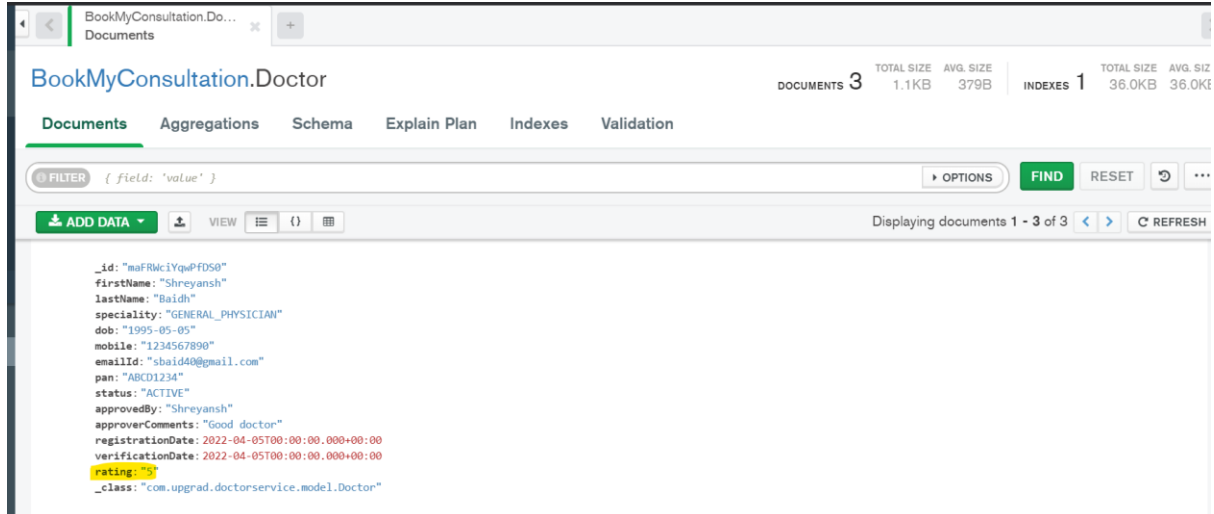 BookMyConsultation.Do...
Documents
BookMyConsultation.Doctor
DOCUMENTS 3 TOTAL SIZE 1.1KB AVG. SIZE 379B INDEXES 1 TOTAL SIZE 36.0KB AVG. SIZ 36.0KE
Documents Aggregations Schema Explain Plan Indexes Validation
FILTER { field: 'value' } OPTIONS FIND RESET ...
ADD DATA VIEW {} Displaying documents 1 - 3 of 3 < > C REFRESH
_id: "maFRWciYqwPfDS0"
firstName: "Shreyansh"
lastName: "Baidh"
speciality: "GENERAL_PHYSICIAN"
dob: "1995-05-05"
mobile: "1234567890"
emailId: "sbaid40@gmail.com"
pan: "ABCD1234"
status: "ACTIVE"
approvedBy: "Shreyansh"
approverComments: "Good doctor"
registrationDate: 2022-04-05T00:00:00.000+00:00
verificationDate: 2022-04-05T00:00:00.000+00:00
rating: "5"
_class: "com.upgrad.doctorservice.model.Doctor"